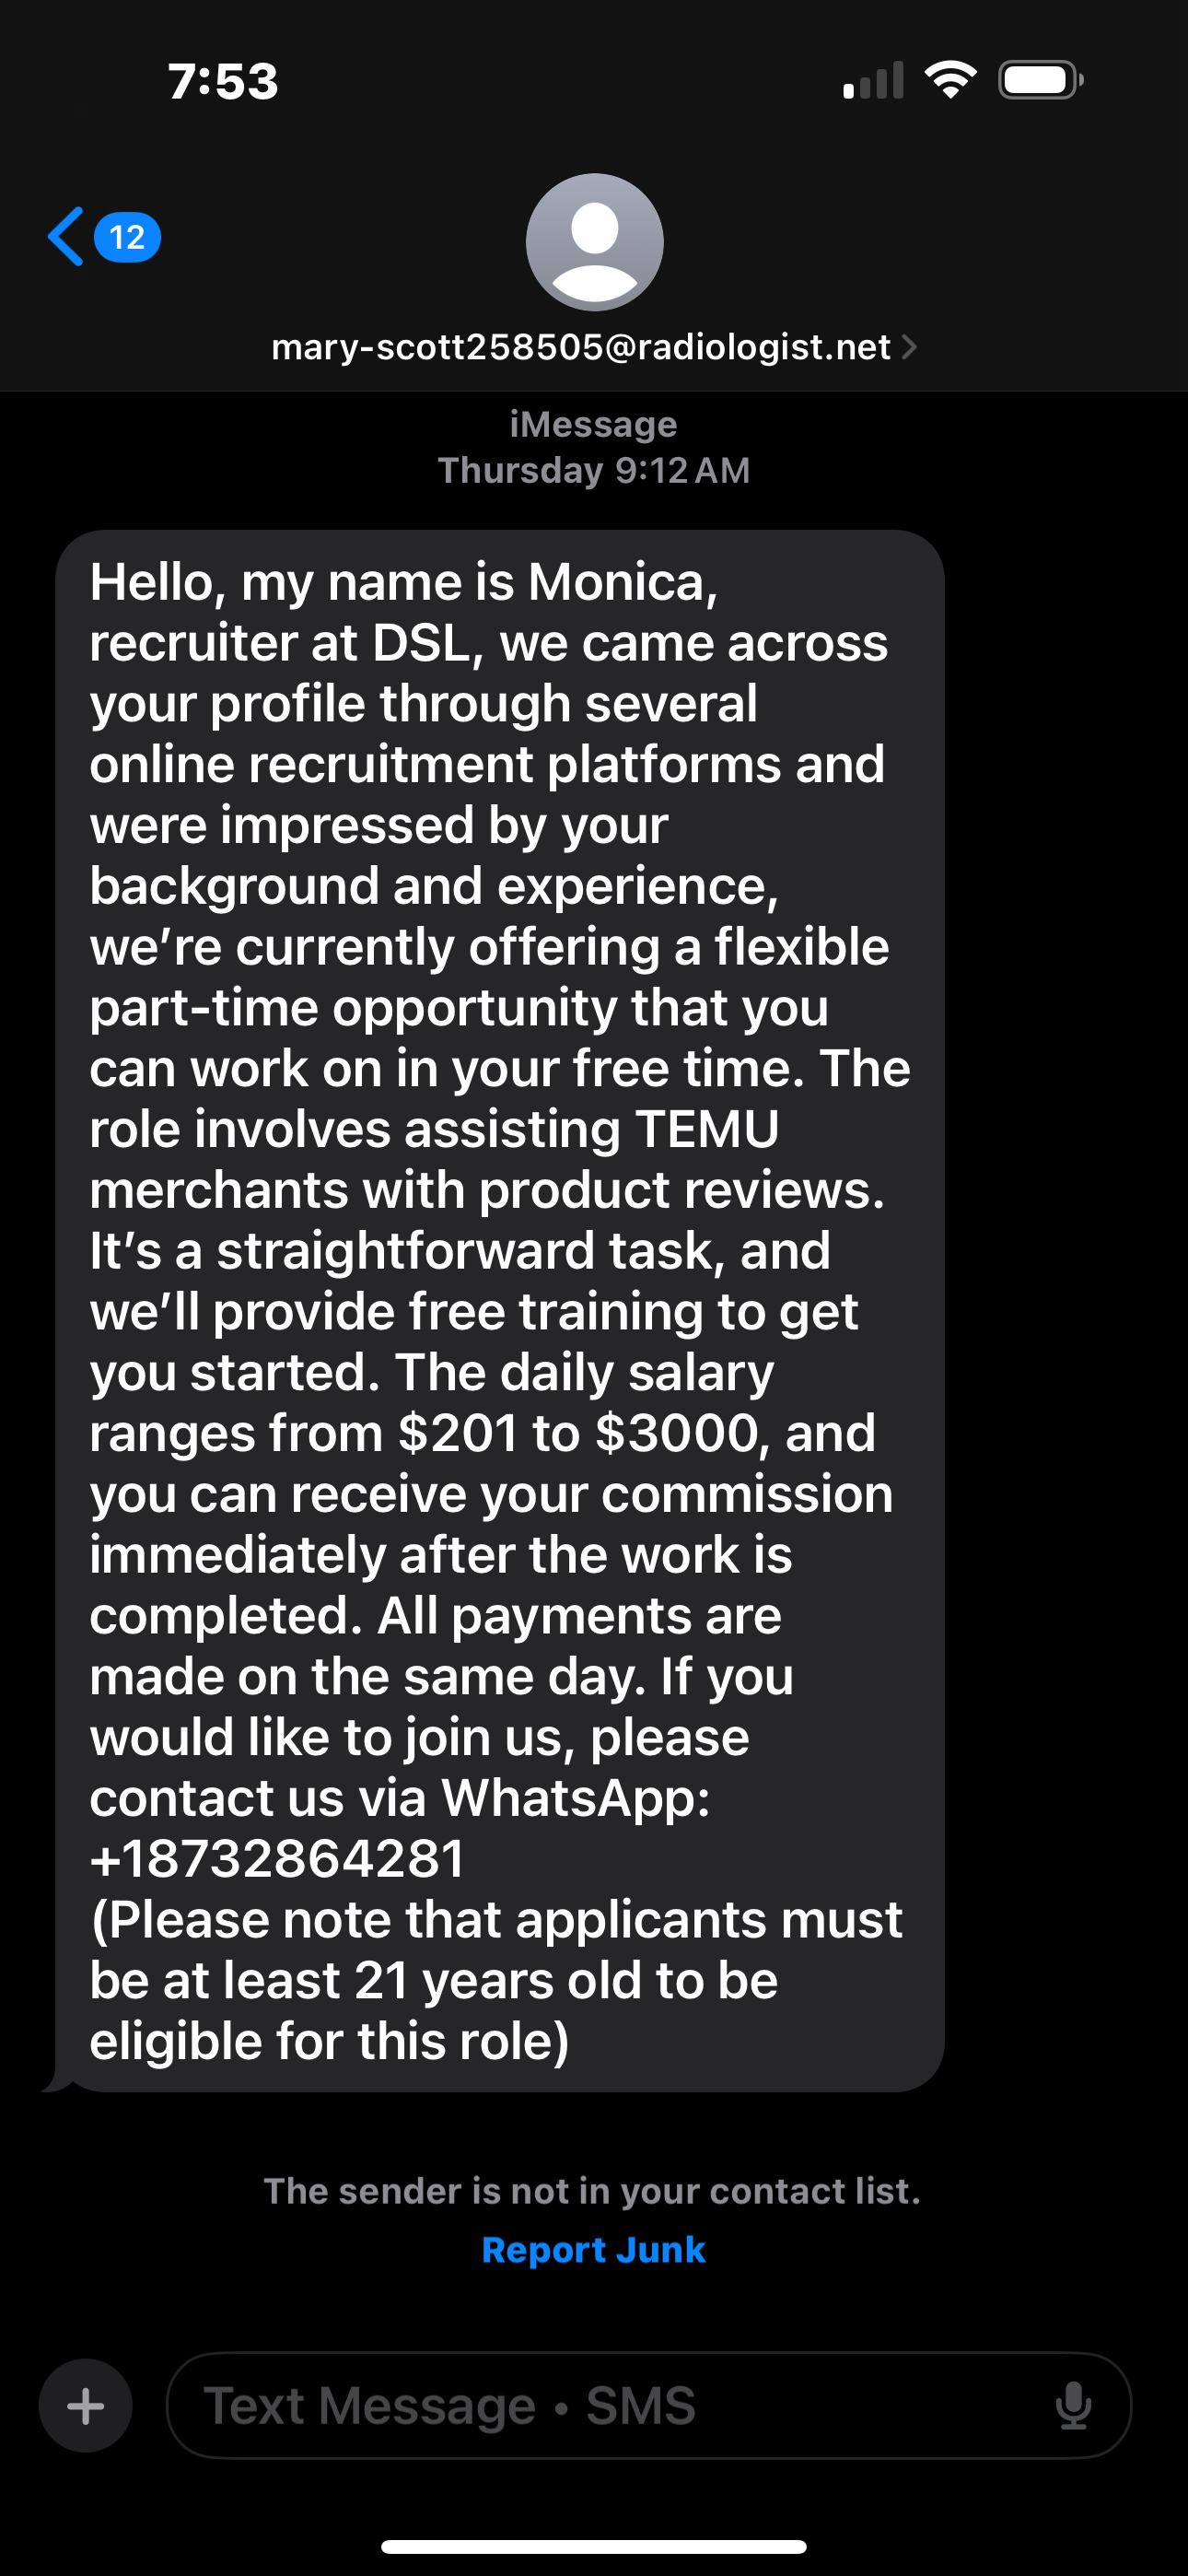 7:53
12
mary-scott258505@radiologist.net
iMessage
Thursday 9:12 AM
Hello, my name is Monica,
recruiter at DSL, we came across
your profile through several
online recruitment platforms and
were impressed by your
background and experience,
we’re currently offering a flexible
part-time opportunity that you
can work on in your free time. The
role involves assisting TEMU
merchants with product reviews.
It’s a straightforward task, and
we’ll provide free training to get
you started. The daily salary
ranges from $201 to $3000, and
you can receive your commission
immediately after the work is
completed. All payments are
made on the same day. If you
would like to join us, please
contact us via WhatsApp:
+18732864281
(Please note that applicants must
be at least 21 years old to be
eligible for this role)
The sender is not in your contact list.
Report Junk
Text Message • SMS